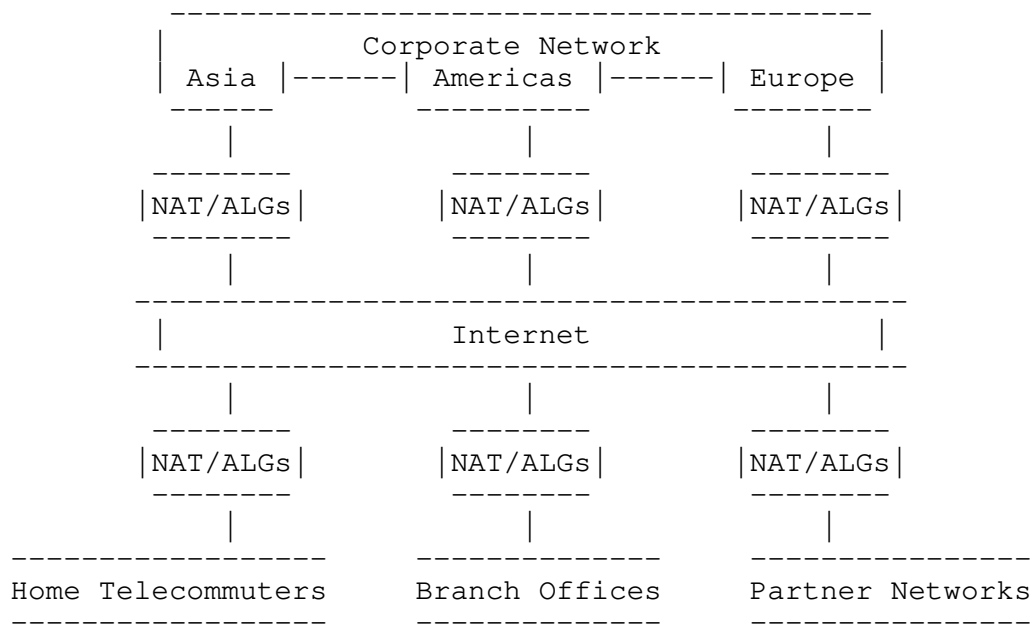 Corporate Network
Asia Americas Europe
NAT/ALGs NAT/ALGs NAT/ALGs
Internet
NAT/ALGs NAT/ALGs NAT/ALGs
Home Telecommuters Branch Offices Partner Networks